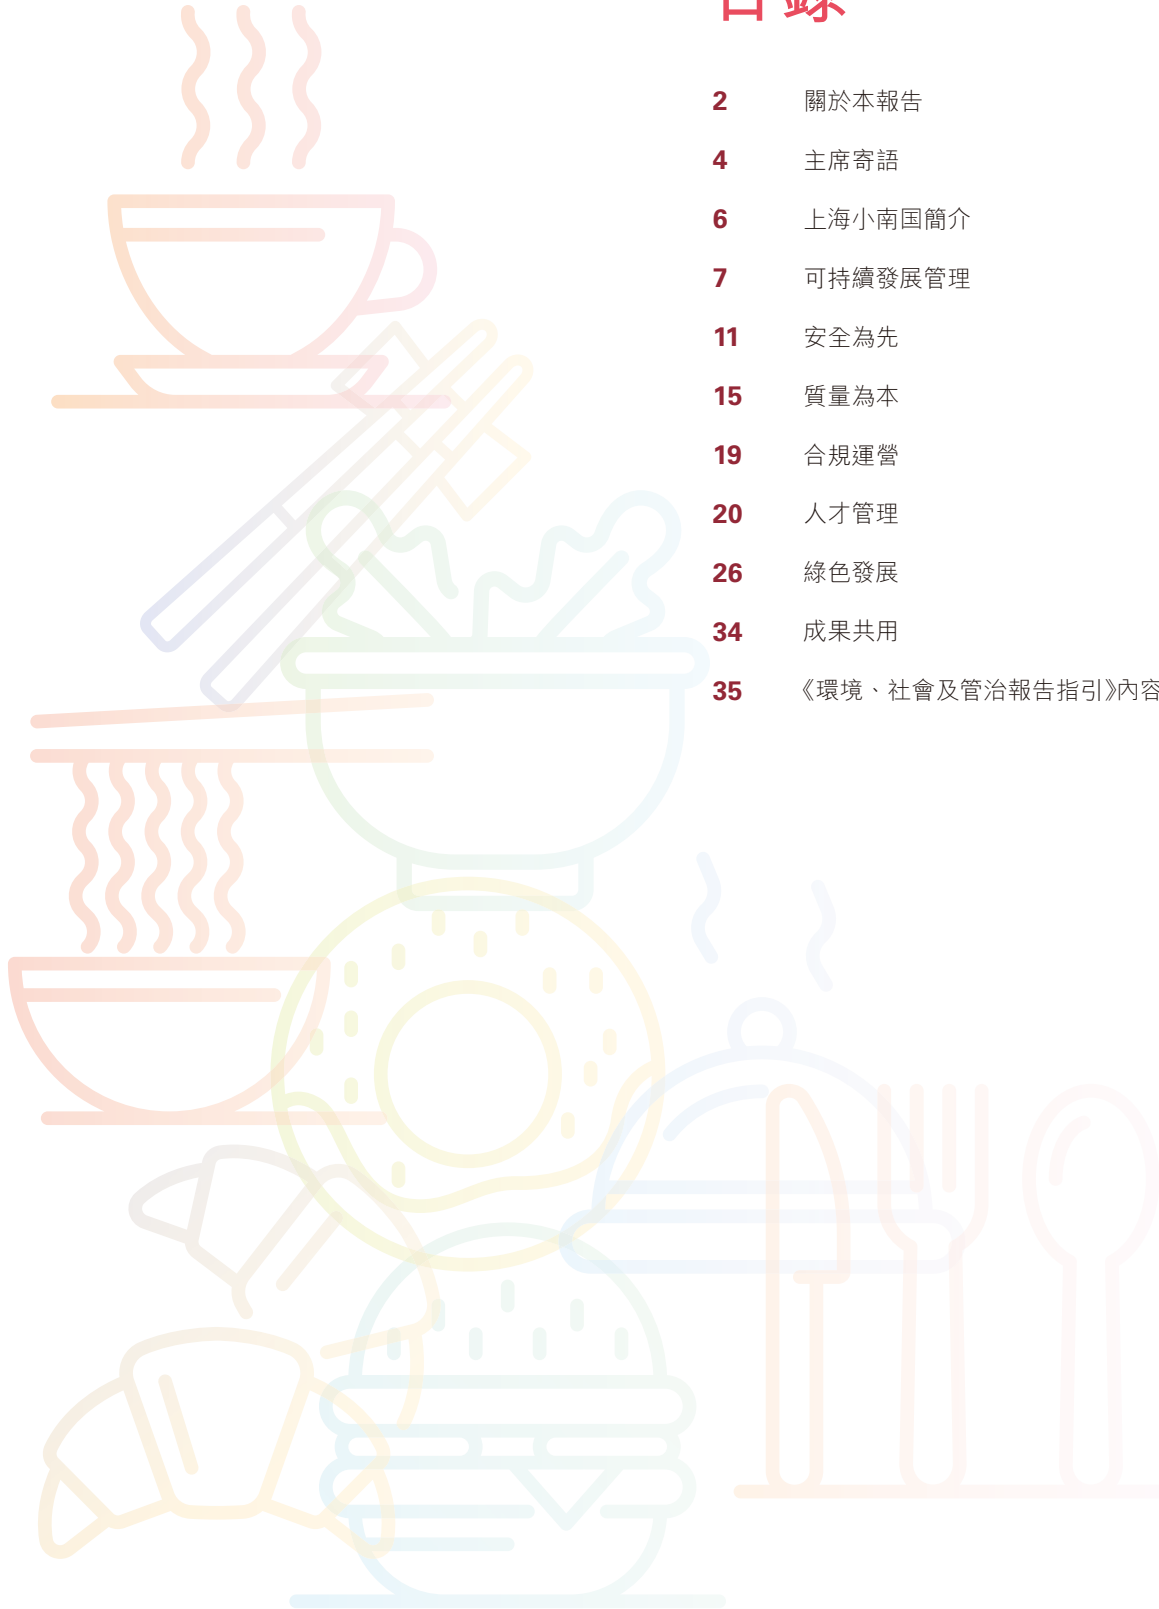 目錄
2 關於本報告
4 主席寄語
6 上海小南国簡介
7 可持續發展管理
11 安全為先
15 質量為本
19 合規運營
20 人才管理
26 綠色發展
34 成果共用
35 《環境、社會及管治報告指引》內容